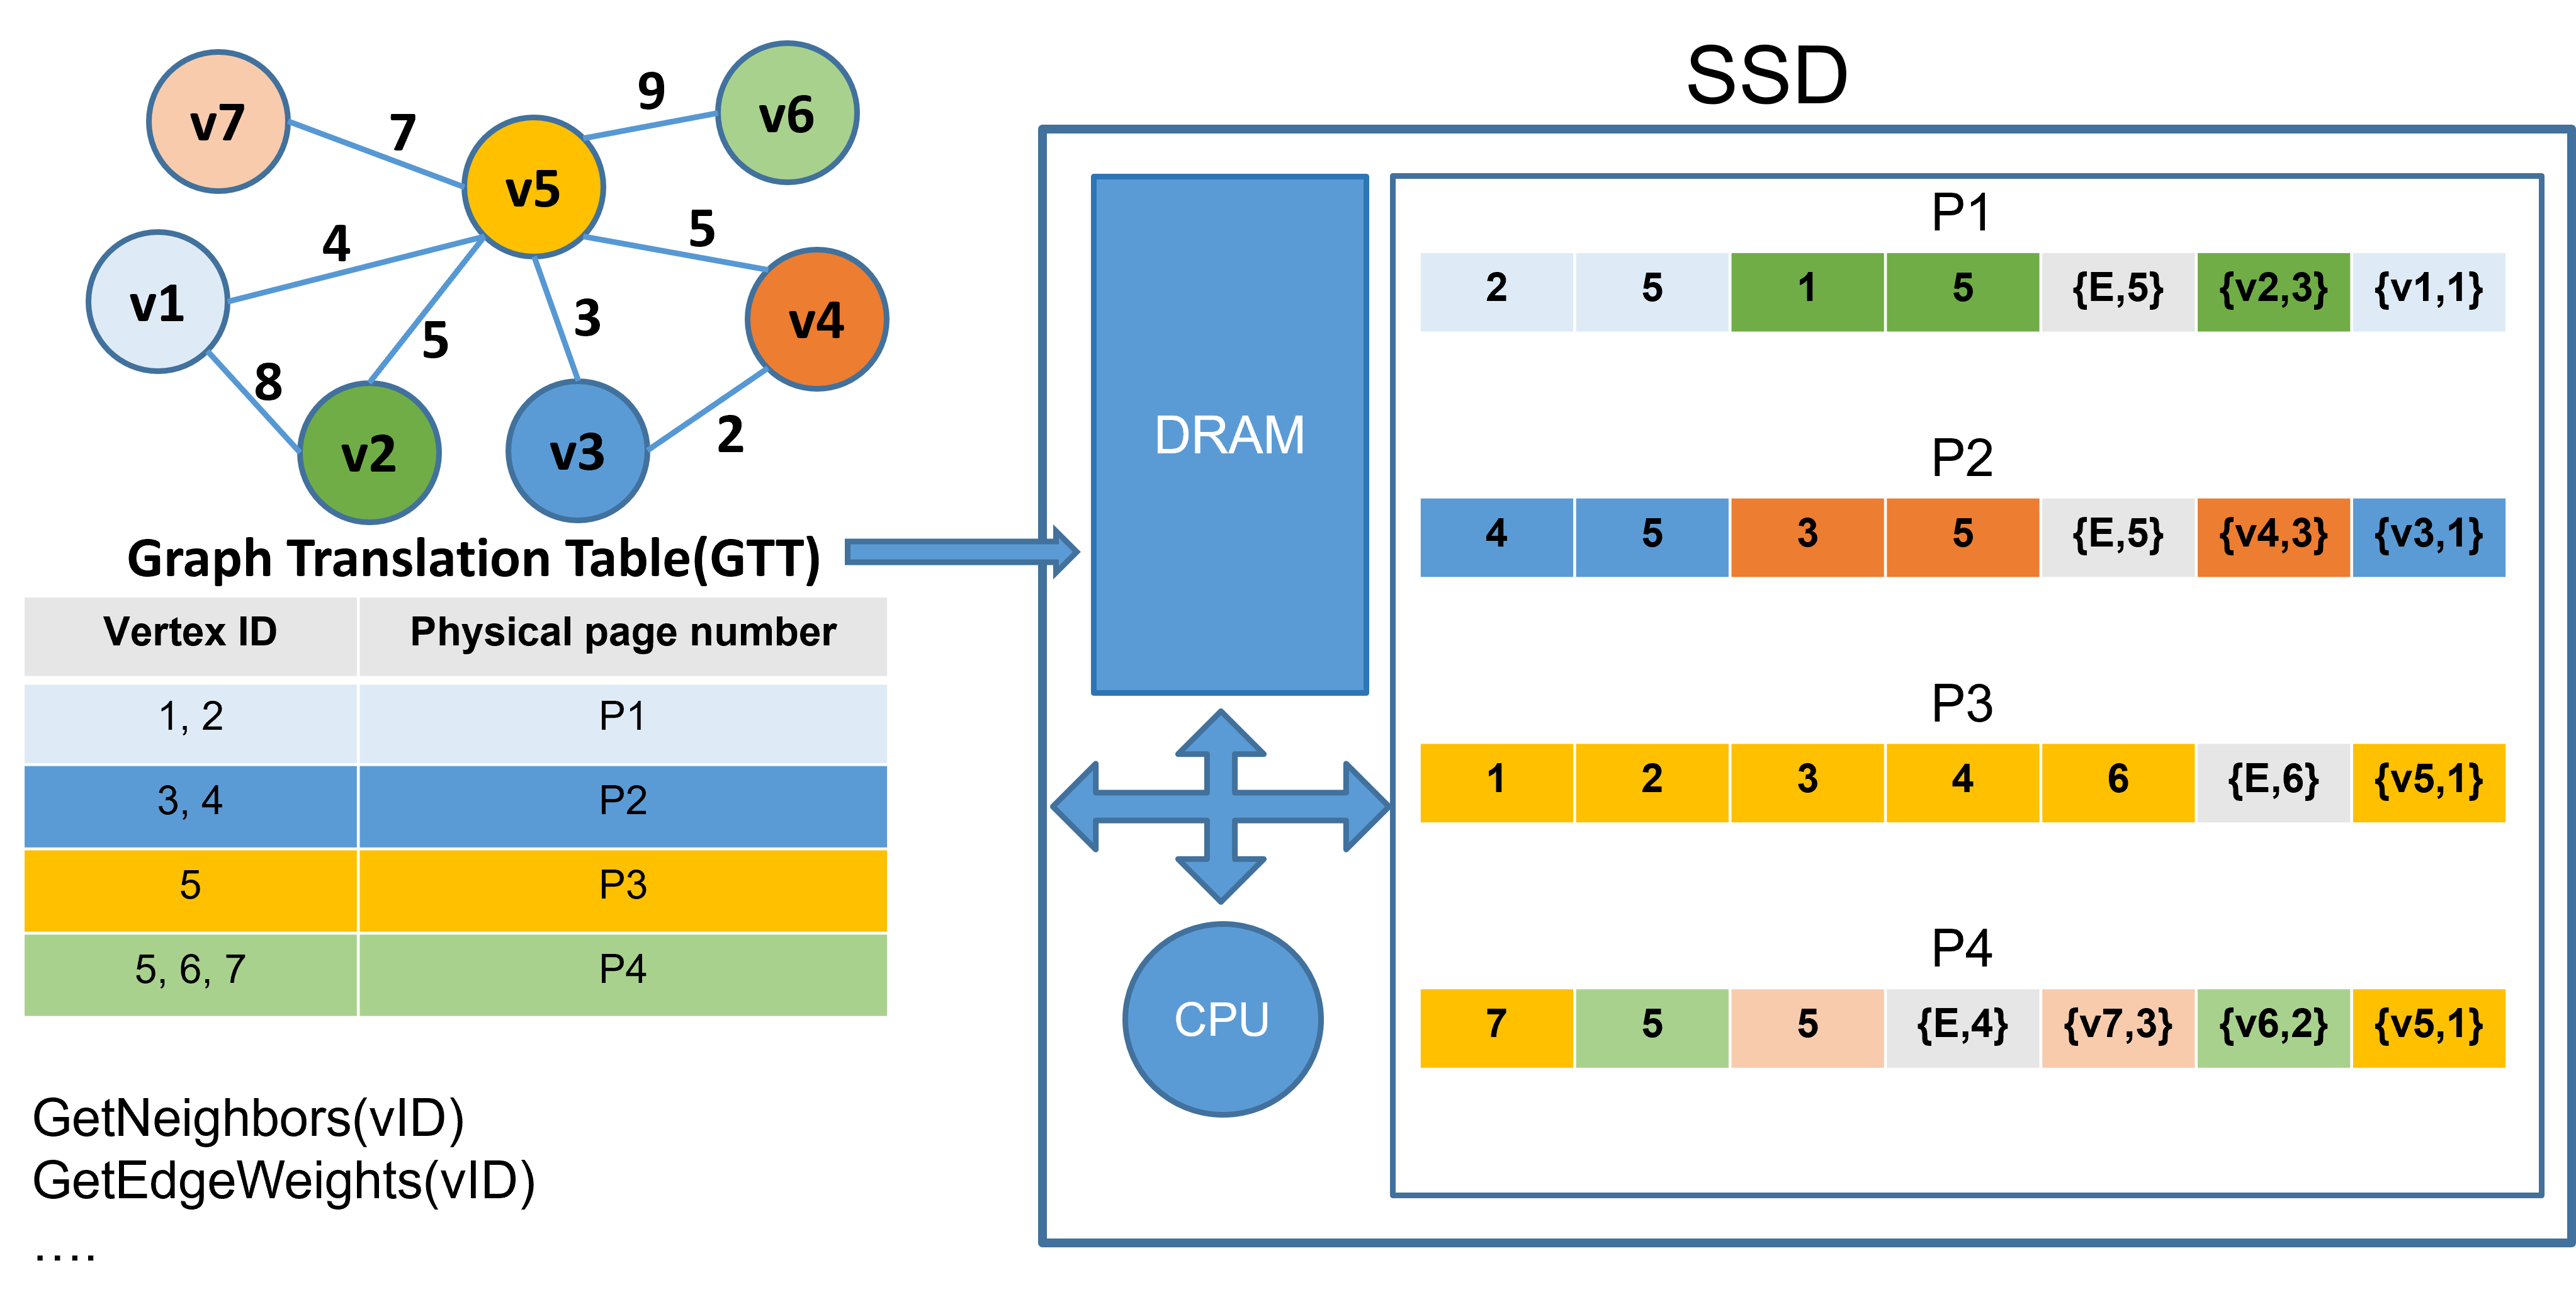 v7
7
v5
9
v6
v1
4
5
v4
8
5
3
2
v2
v3
Graph Translation Table(GTT)
Vertex ID Physical page number
1, 2 P1
3, 4 P2
5 P3
5, 6, 7 P4
GetNeighbors(vID)
GetEdgeWeights(vID)
....
SSD
DRAM
CPU
P1
2 5 1 5 {E,5} {v2,3} {v1,1}
P2
4 5 3 5 {E,5} {v4,3} {v3,1}
P3
1 2 3 4 6 {E,6} {v5,1}
P4
7 5 5 {E,4} {v7,3} {v6,2} {v5,1}